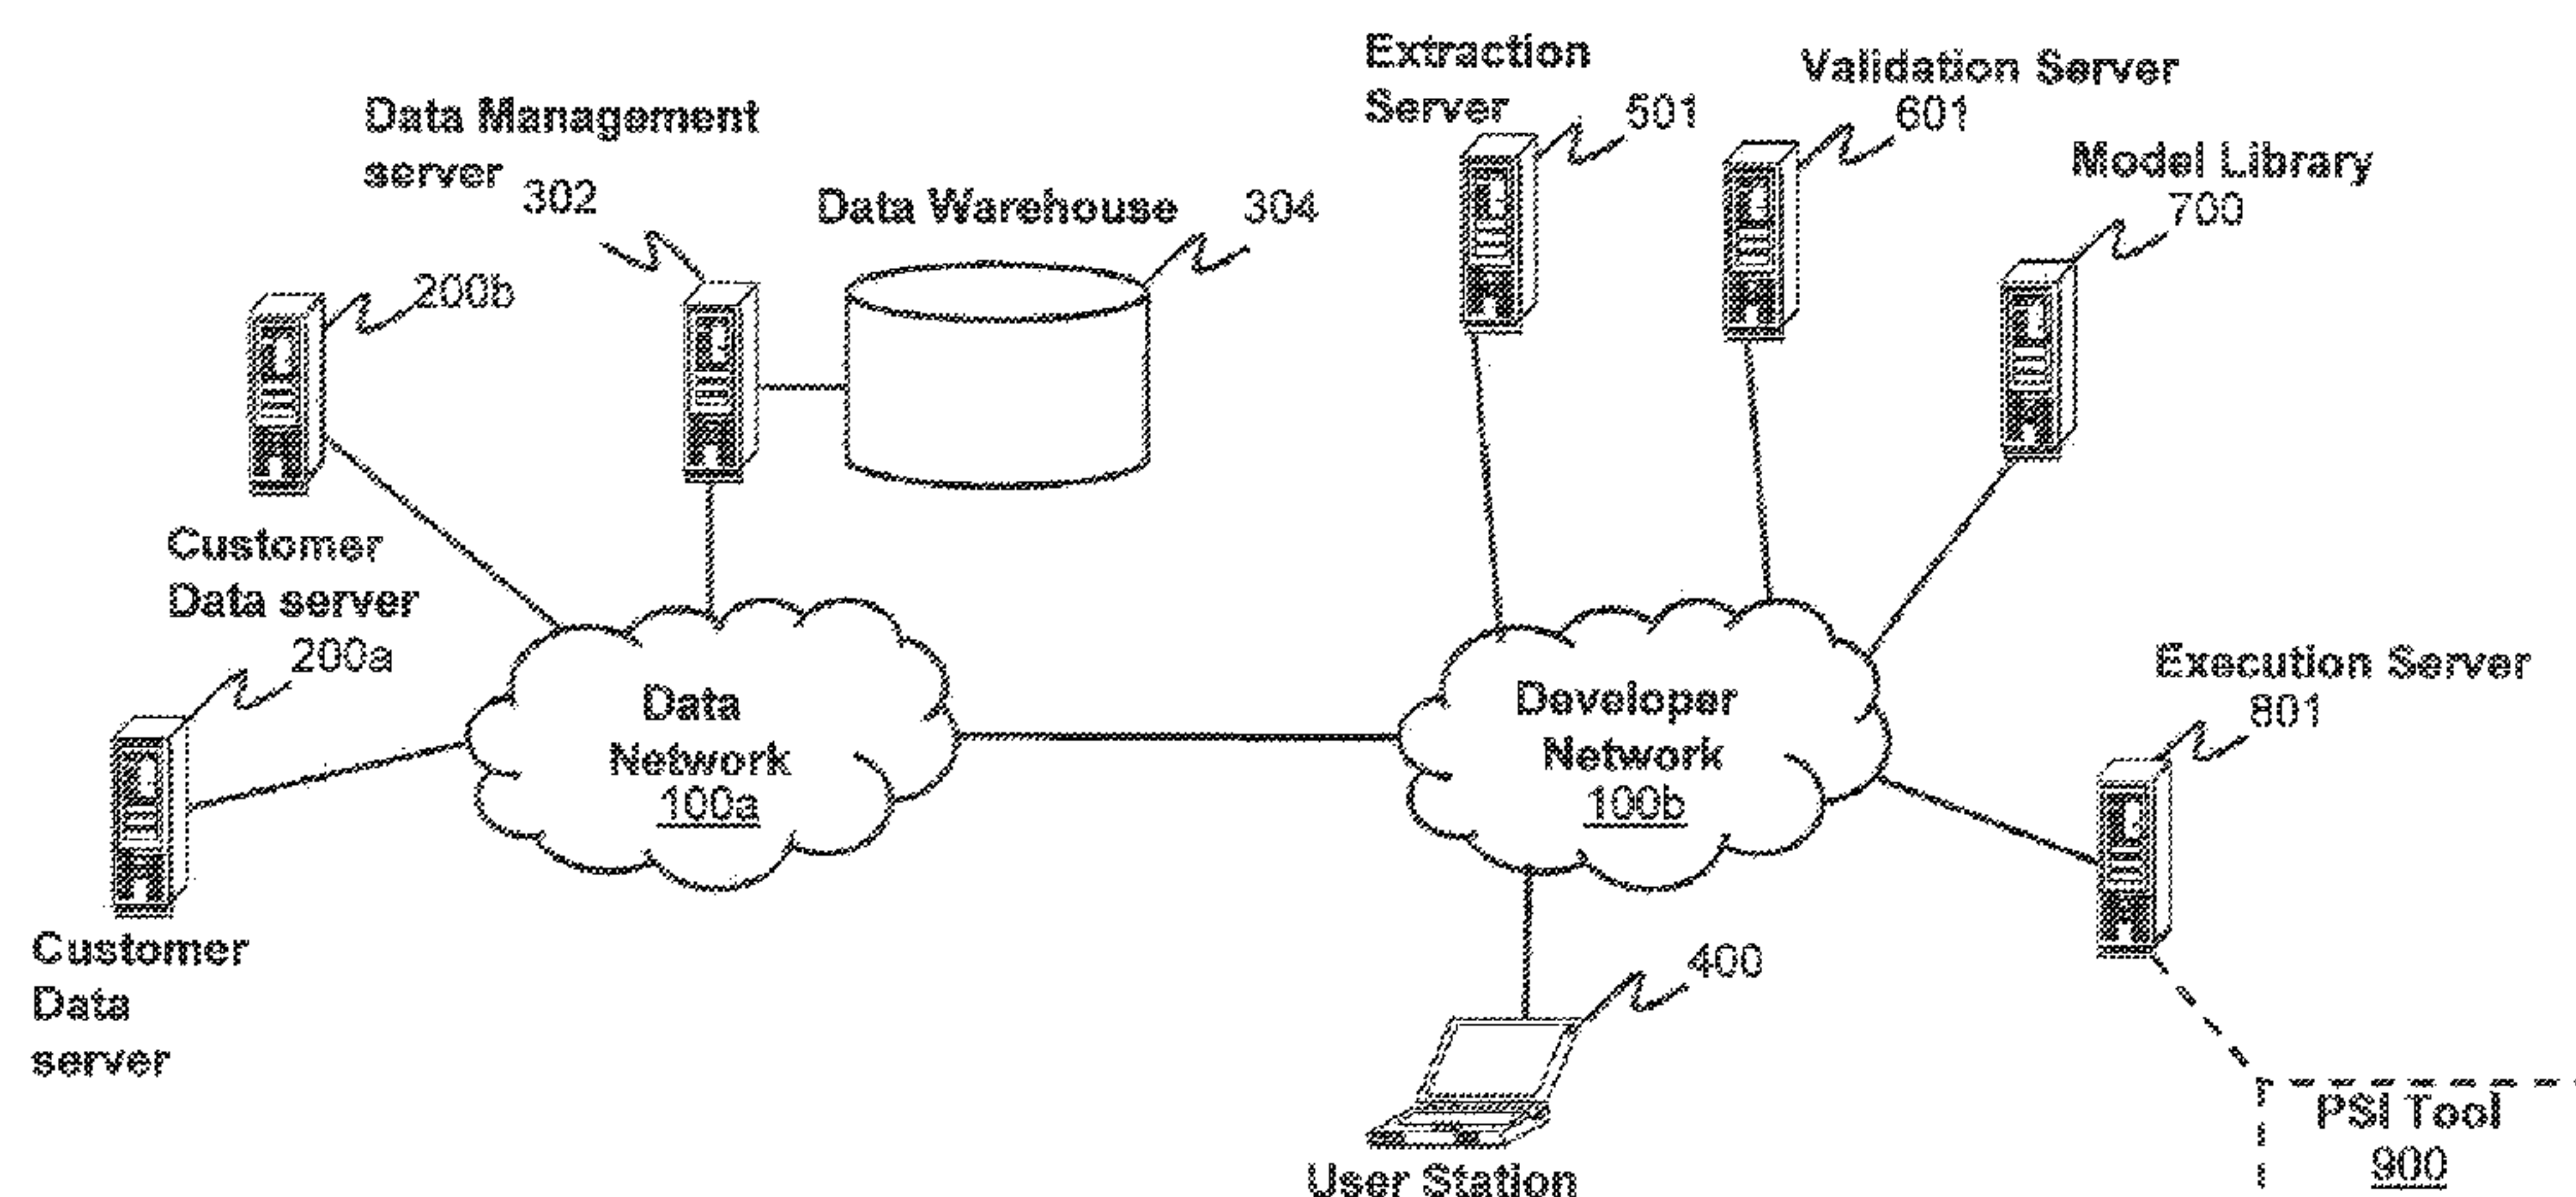 Extraction
Server
501
Validation Server
601
Model Library
700
Data Management
server
302
Data Warehouse
304
200b
Customer
Data server
200a
Customer
Data
server
Data
Network
100a
Developer
Network
100b
Execution Server
801
400
User Station
PSI Tool
900